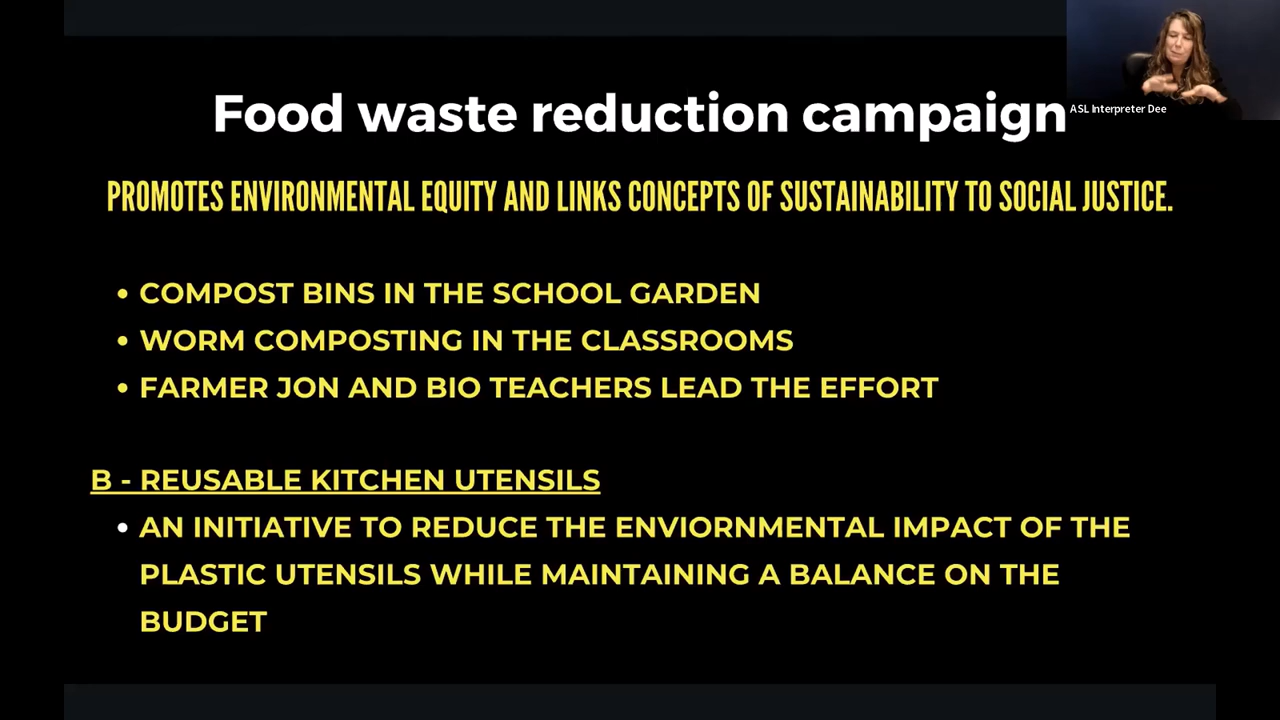 Food waste reduction campaign
ASL Interpreter Dee
PROMOTES ENVIRONMENTAL EQUITY AND LINKS CONCEPTS OF SUSTAINABILITY TO SOCIAL JUSTICE.
• COMPOST BINS IN THE SCHOOL GARDEN
• WORM COMPOSTING IN THE CLASSROOMS
• FARMER JON AND BIO TEACHERS LEAD THE EFFORT
B - REUSABLE KITCHEN UTENSILS
• AN INITIATIVE TO REDUCE THE ENVIORNMENTAL IMPACT OF THE
PLASTIC UTENSILS WHILE MAINTAINING A BALANCE ON THE
BUDGET